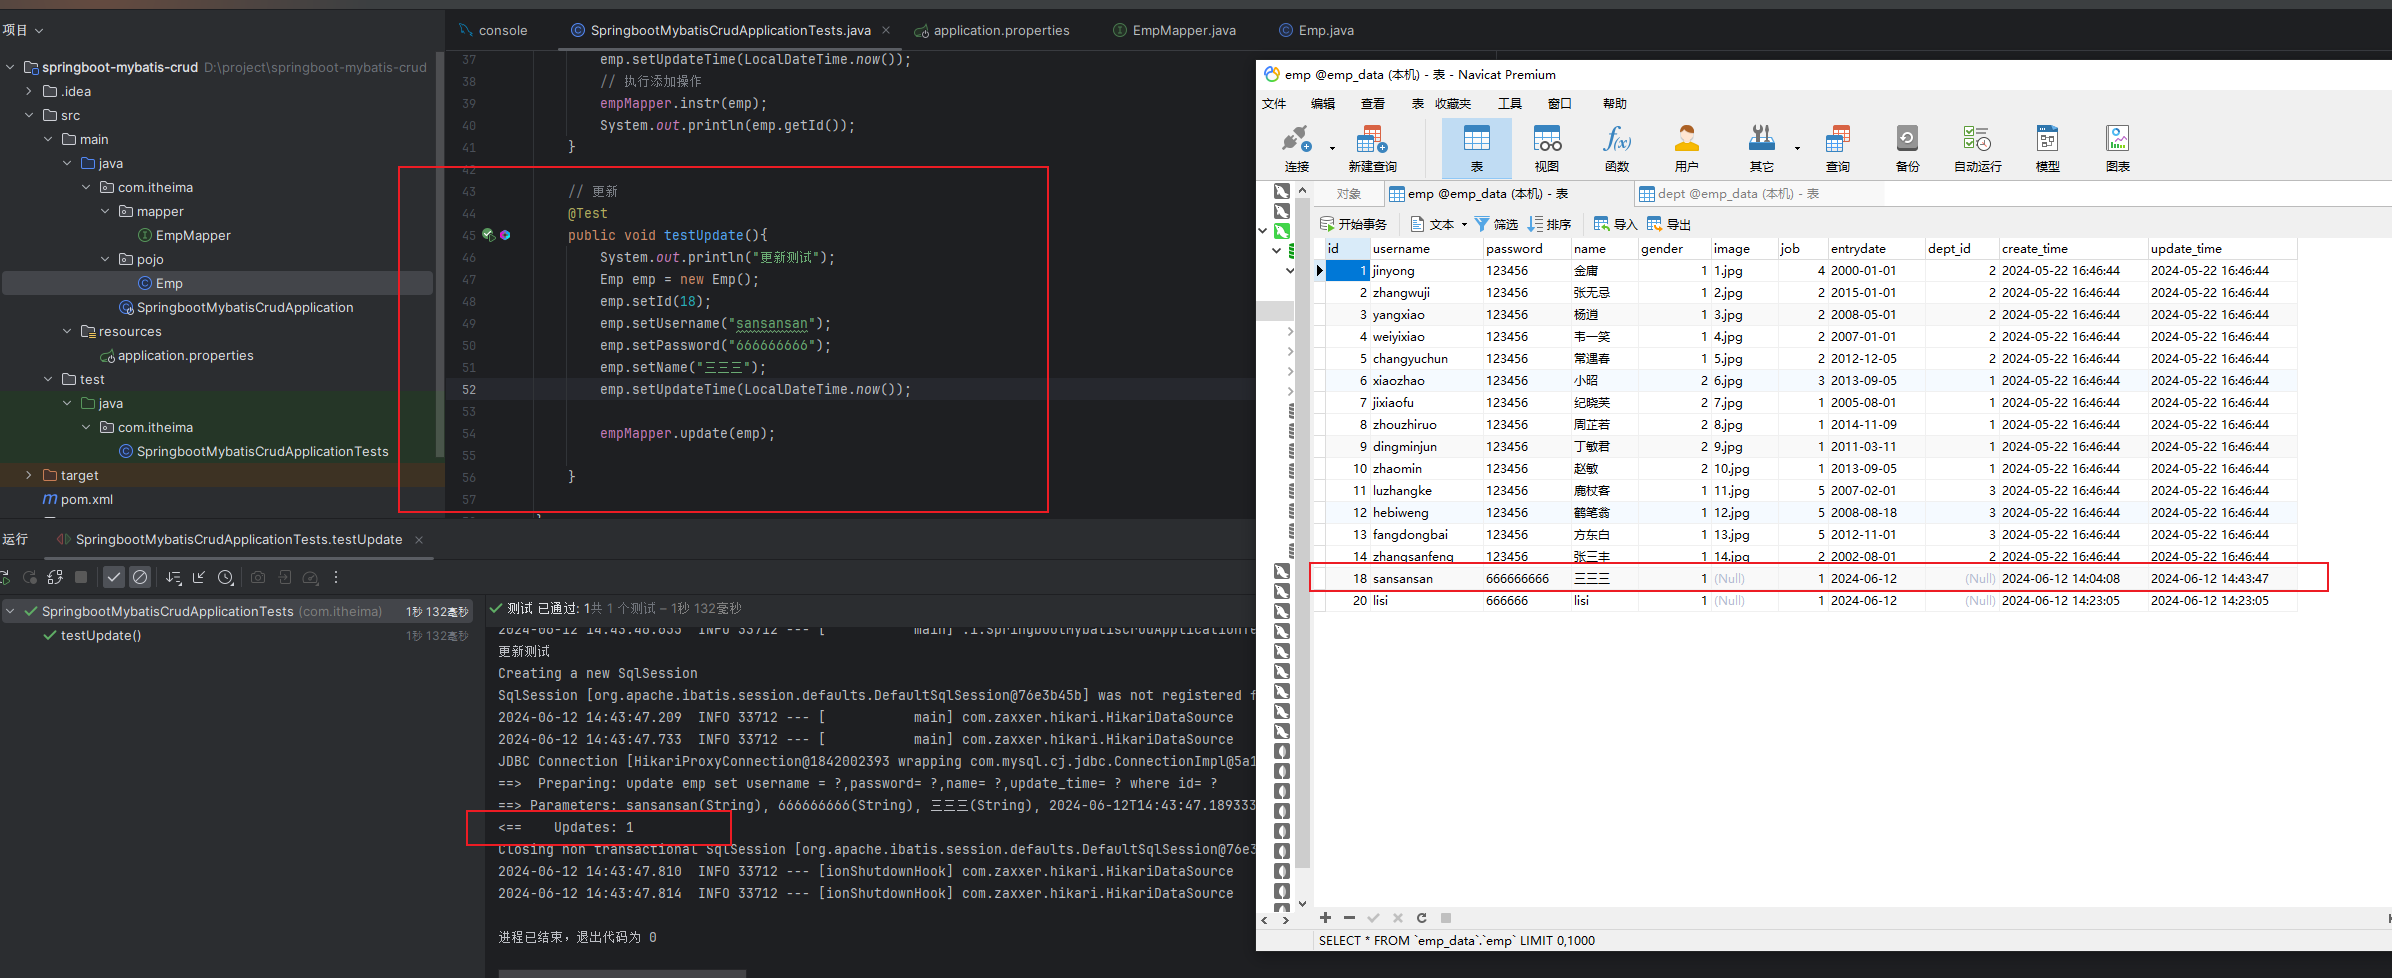 项目
springboot-mybatis-crud D:\project\springboot-mybatis-crud
.idea
src
main
java
com.itheima
mapper
EmpMapper
pojo
Emp
SpringbootMybatisCrudApplication
resources
application.properties
test
java
com.itheima
SpringbootMybatisCrudApplicationTests
target
pom.xml
console
SpringbootMybatisCrudApplicationTests.java
application.properties
EmpMapper.java
Emp.java
37 emp.setUpdateTime(LocalDateTime.now());
38 // 执行添加操作
39 empMapper.instr(emp);
40 System.out.println(emp.getId());
41 }
42
43 // 更新
44 @Test
45 public void testUpdate(){
46 System.out.println("更新测试");
47 Emp emp = new Emp();
48 emp.setId(18);
49 emp.setUsername("sansansan");
50 emp.setPassword("666666666");
51 emp.setName("三三三");
52 emp.setUpdateTime(LocalDateTime.now());
53
54 empMapper.update(emp);
55
56 }
57
运行 SpringbootMybatisCrudApplicationTests.testUpdate
SpringbootMybatisCrudApplicationTests (com.itheima) 1秒 132毫秒
testUpdate() 1秒 132毫秒
测试 已通过: 1共 1 个测试 – 1秒 132毫秒
2024-06-12 14:43:46.633 INFO 33712 --- [ main] .i.SpringbootMybatisCrudApplicationTe
更新测试
Creating a new SqlSession
SqlSession [org.apache.ibatis.session.defaults.DefaultSqlSession@76e3b45b] was not registered f
2024-06-12 14:43:47.209 INFO 33712 --- [ main] com.zaxxer.hikari.HikariDataSource
2024-06-12 14:43:47.733 INFO 33712 --- [ main] com.zaxxer.hikari.HikariDataSource
JDBC Connection [HikariProxyConnection@1842002393 wrapping com.mysql.cj.jdbc.ConnectionImpl@5a1
==> Preparing: update emp set username = ?,password= ?,name= ?,update_time= ? where id= ?
==> Parameters: sansansan(String), 666666666(String), 三三三(String), 2024-06-12T14:43:47.189333
<== Updates: 1
Closing non transactional SqlSession [org.apache.ibatis.session.defaults.DefaultSqlSession@76e3
2024-06-12 14:43:47.810 INFO 33712 --- [ionShutdownHook] com.zaxxer.hikari.HikariDataSource
2024-06-12 14:43:47.814 INFO 33712 --- [ionShutdownHook] com.zaxxer.hikari.HikariDataSource
进程已结束，退出代码为 0
emp @emp_data (本机) - 表 - Navicat Premium
文件 编辑 查看 表 收藏夹 工具 窗口 帮助
连接 新建查询 表 视图 函数 用户 其它 查询 备份 自动运行 模型 图表
对象 emp @emp_data (本机) - 表 dept @emp_data (本机) - 表
开始事务 文本 筛选 排序 导入 导出
id username password name gender image job entrydate dept_id create_time update_time
1 jinyong 123456 金庸 1 1.jpg 4 2000-01-01 2 2024-05-22 16:46:44 2024-05-22 16:46:44
2 zhangwuji 123456 张无忌 1 2.jpg 2 2015-01-01 2 2024-05-22 16:46:44 2024-05-22 16:46:44
3 yangxiao 123456 杨逍 1 3.jpg 2 2008-05-01 2 2024-05-22 16:46:44 2024-05-22 16:46:44
4 weiyixiao 123456 韦一笑 1 4.jpg 2 2007-01-01 2 2024-05-22 16:46:44 2024-05-22 16:46:44
5 changyuchun 123456 常遇春 1 5.jpg 2 2012-12-05 2 2024-05-22 16:46:44 2024-05-22 16:46:44
6 xiaozhao 123456 小昭 2 6.jpg 3 2013-09-05 1 2024-05-22 16:46:44 2024-05-22 16:46:44
7 jixiaofu 123456 纪晓芙 2 7.jpg 1 2005-08-01 1 2024-05-22 16:46:44 2024-05-22 16:46:44
8 zhouzhiruo 123456 周芷若 2 8.jpg 1 2014-11-09 1 2024-05-22 16:46:44 2024-05-22 16:46:44
9 dingminjun 123456 丁敏君 2 9.jpg 1 2011-03-11 1 2024-05-22 16:46:44 2024-05-22 16:46:44
10 zhaomin 123456 赵敏 2 10.jpg 1 2013-09-05 1 2024-05-22 16:46:44 2024-05-22 16:46:44
11 luzhangke 123456 鹿杖客 1 11.jpg 5 2007-02-01 3 2024-05-22 16:46:44 2024-05-22 16:46:44
12 hebiweng 123456 鹤笔翁 1 12.jpg 5 2008-08-18 3 2024-05-22 16:46:44 2024-05-22 16:46:44
13 fangdongbai 123456 方东白 1 13.jpg 5 2012-11-01 3 2024-05-22 16:46:44 2024-05-22 16:46:44
14 zhangsanfeng 123456 张三丰 1 14.jpg 2 2002-08-01 2 2024-05-22 16:46:44 2024-05-22 16:46:44
18 sansansan 666666666 三三三 1 (Null) 1 2024-06-12 (Null) 2024-06-12 14:04:08 2024-06-12 14:43:47
20 lisi 666666 lisi 1 (Null) 1 2024-06-12 (Null) 2024-06-12 14:23:05 2024-06-12 14:23:05
SELECT * FROM `emp_data`.`emp` LIMIT 0,1000